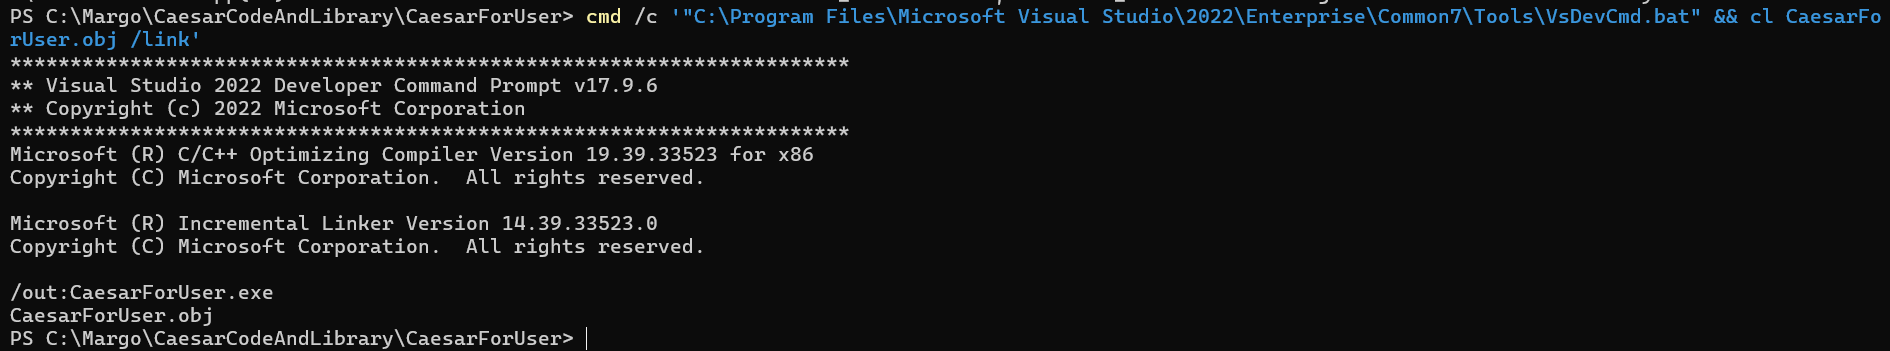 PS C:\Margo\CaesarCodeAndLibrary\CaesarForUser> cmd /c '"C:\Program Files\Microsoft Visual Studio\2022\Enterprise\Common7\Tools\VsDevCmd.bat" && cl CaesarFo
rUser.obj /link'
**********************************************************************
** Visual Studio 2022 Developer Command Prompt v17.9.6
** Copyright (c) 2022 Microsoft Corporation
**********************************************************************
Microsoft (R) C/C++ Optimizing Compiler Version 19.39.33523 for x86
Copyright (C) Microsoft Corporation.  All rights reserved.

Microsoft (R) Incremental Linker Version 14.39.33523.0
Copyright (C) Microsoft Corporation.  All rights reserved.

/out:CaesarForUser.exe
CaesarForUser.obj
PS C:\Margo\CaesarCodeAndLibrary\CaesarForUser>